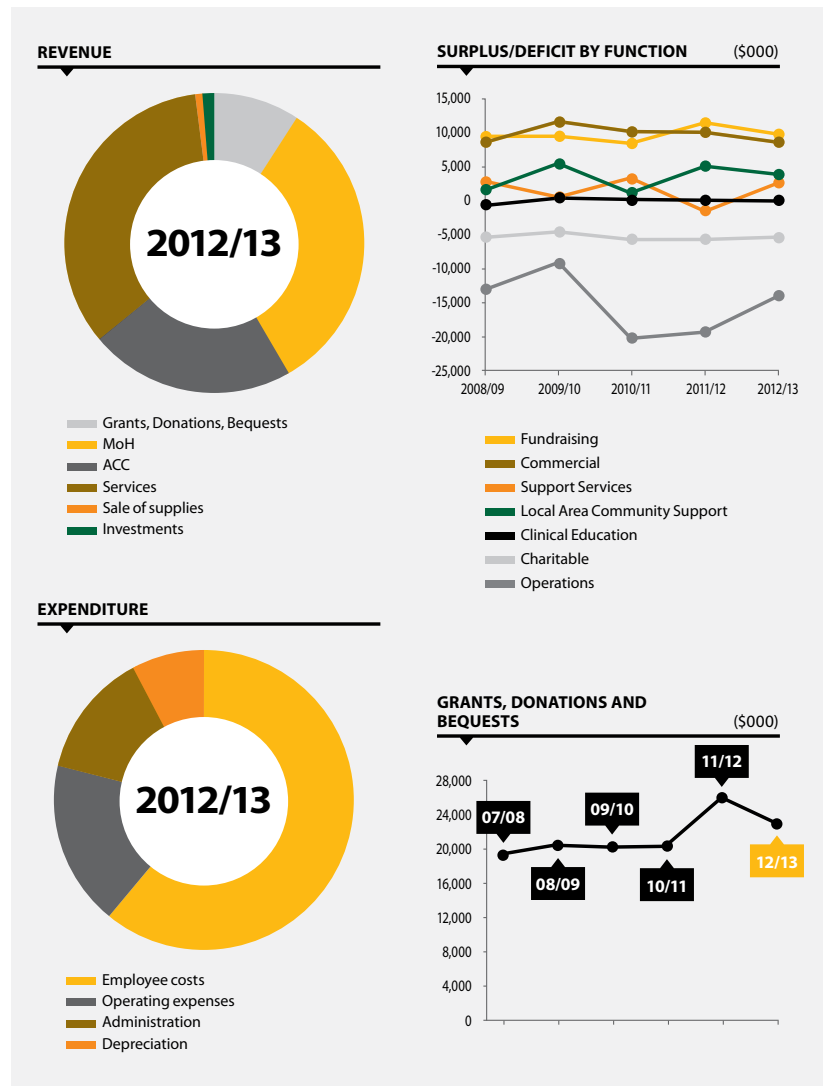 REVENUE
2012/13
Grants, Donations, Bequests
MoH
ACC
Services
Sale of supplies
Investments
SURPLUS/DEFICIT BY FUNCTION ($000)
15,000
10,000
5,000
0
-5,000
-10,000
-15,000
-20,000
-25,000
2008/09 2009/10 2010/11 2011/12 2012/13
Fundraising
Commercial
Support Services
Local Area Community Support
Clinical Education
Charitable
Operations
EXPENDITURE
2012/13
Employee costs
Operating expenses
Administration
Depreciation
GRANTS, DONATIONS AND
BEQUESTS ($000)
28,000
24,000
20,000
16,000
12,000
8,000
4,000
0
07/08
08/09
09/10
10/11
11/12
12/13